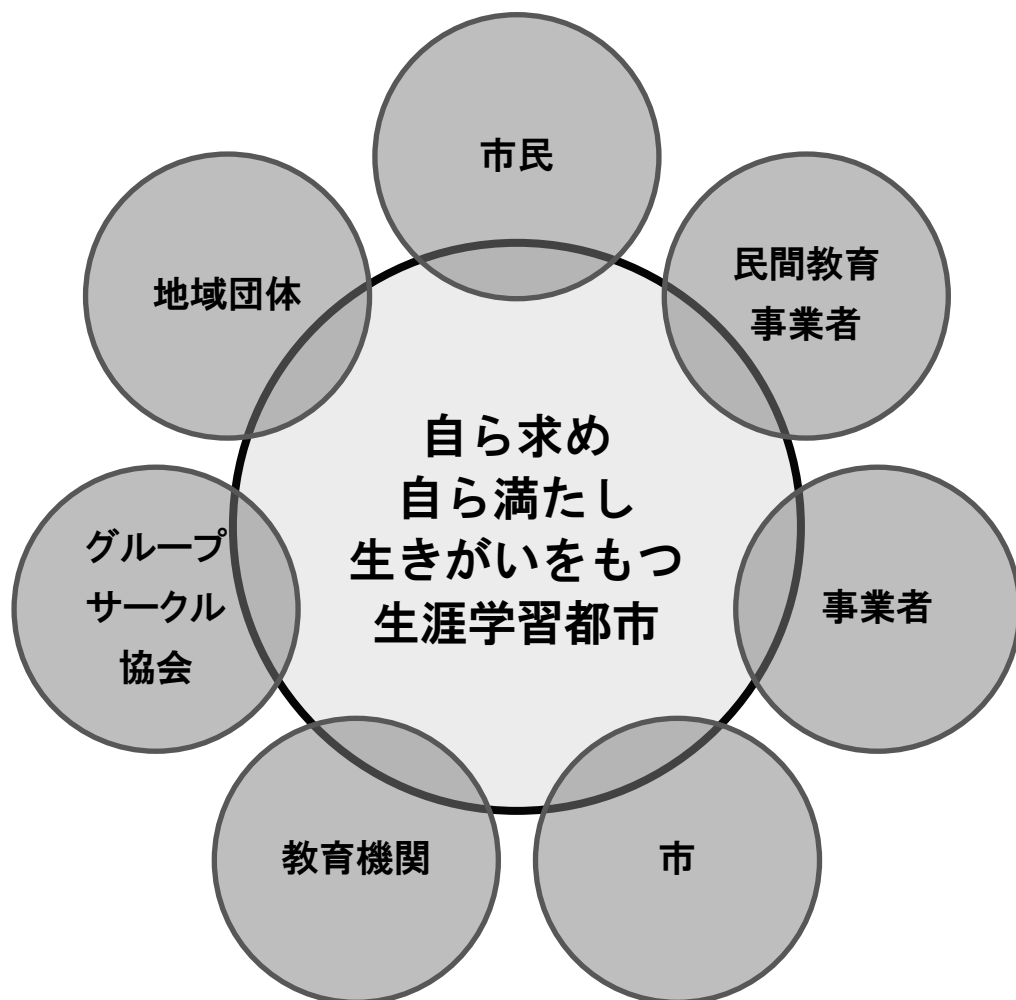 市民
民間教育
事業者
事業者
市
教育機関
グループ
サークル
協会
地域団体
自ら求め
自ら満たし
生きがいをもつ
生涯学習都市